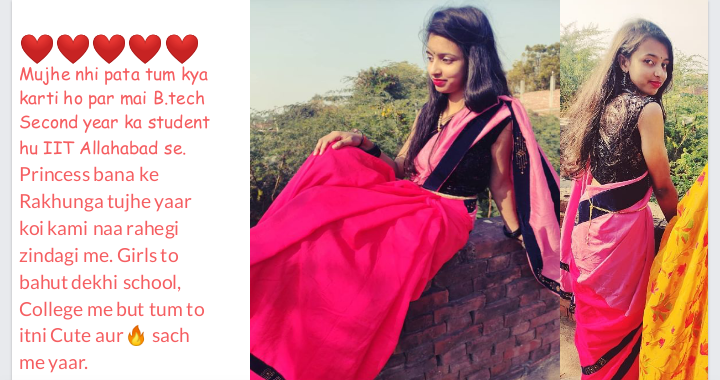 ❤️❤️❤️❤️❤️
Mujhe nhi pata tum kya
karti ho par mai B.tech
Second year ka student
hu IIT Allahabad se.
Princess bana ke
Rakhunga tujhe yaar
koi kami naa rahegi
zindagi me. Girls to
bahut dekhi school,
College me but tum to
itni Cute aur🔥 sach
me yaar.